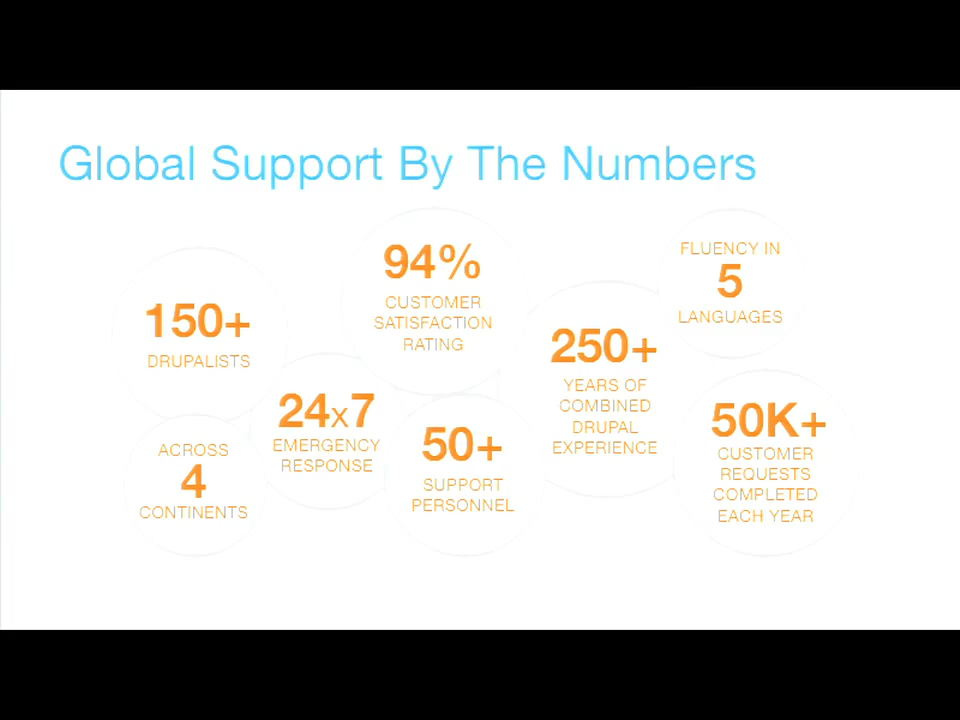 Global Support By The Numbers
150+
DRUPALISTS
ACROSS
4
CONTINENTS
24x7
EMERGENCY
RESPONSE
94%
CUSTOMER
SATISFACTION
RATING
50+
SUPPORT
PERSONNEL
250+
YEARS OF
COMBINED
DRUPAL
EXPERIENCE
FLUENCY IN
5
LANGUAGES
50K+
CUSTOMER
REQUESTS
COMPLETED
EACH YEAR